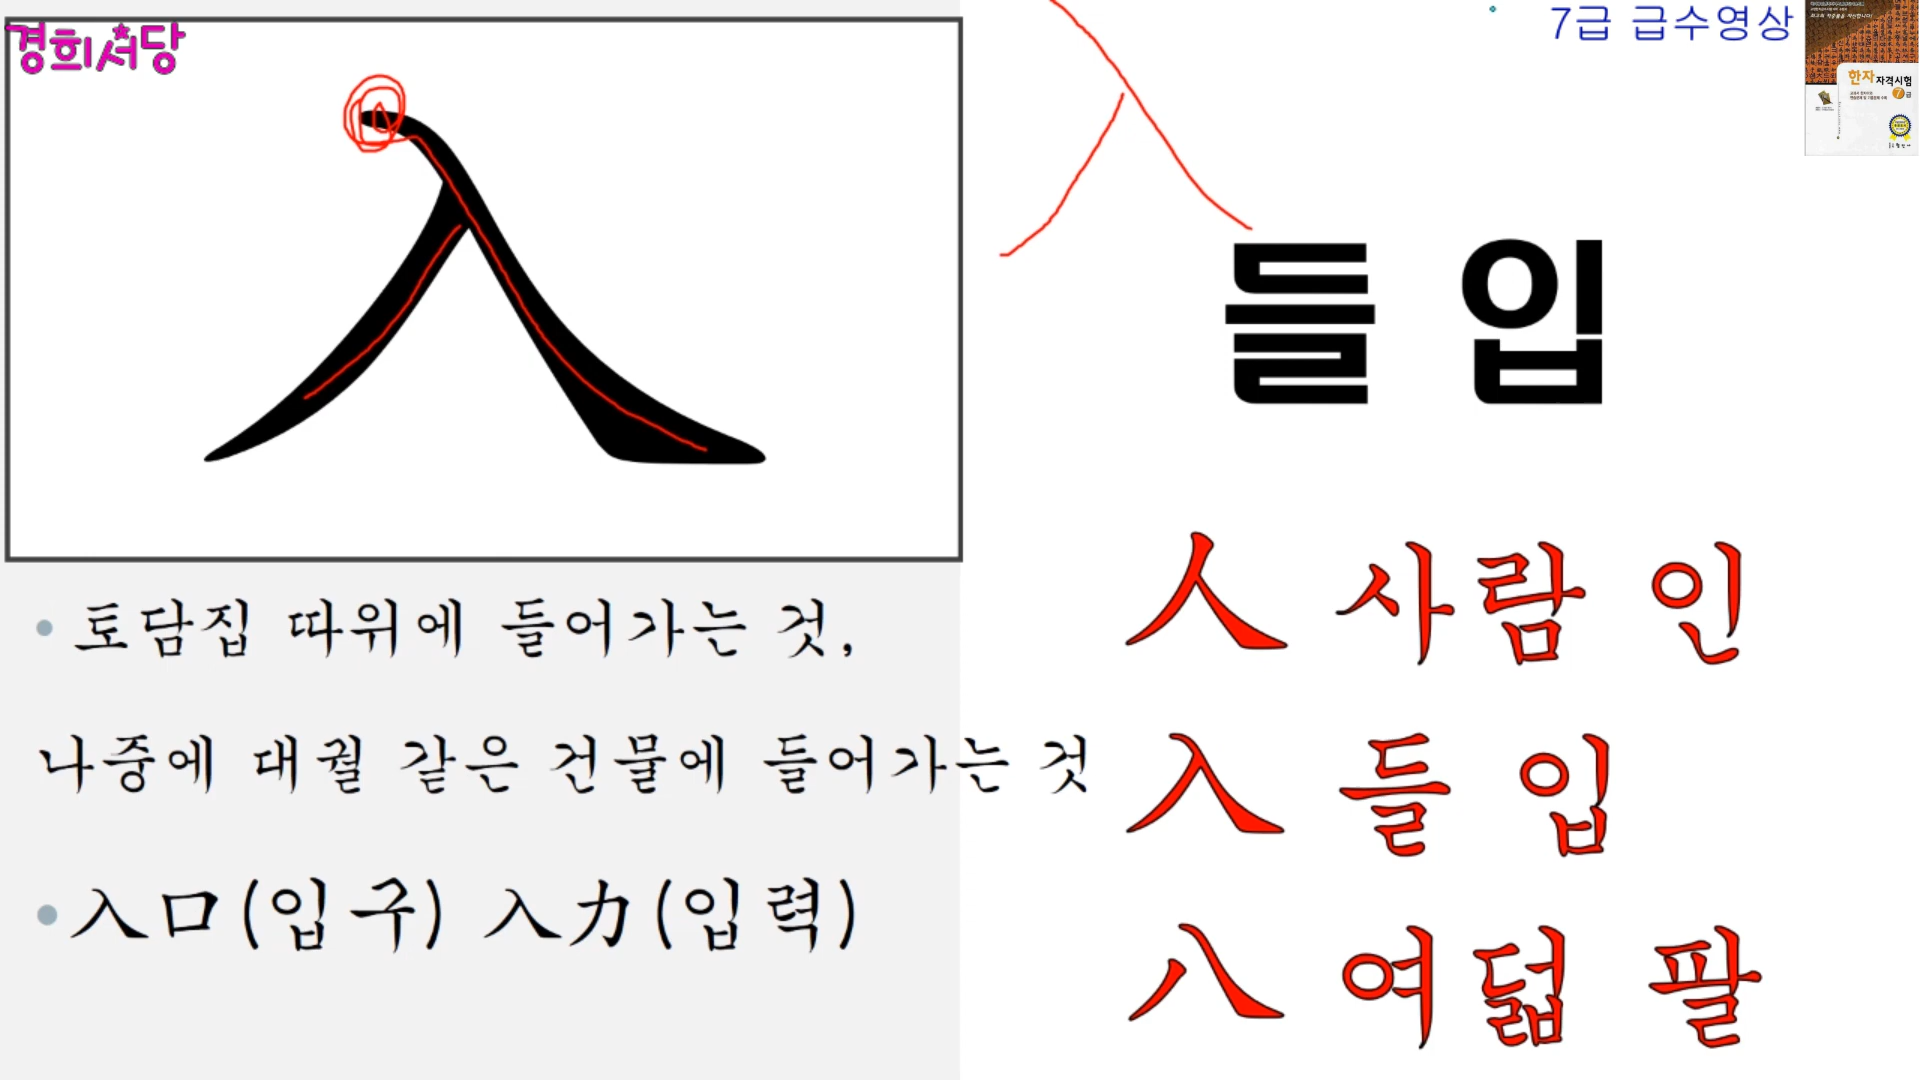 경희서당
7급 급수영상
한자 자격시험
7급
入
들 입
人 사람 인
入 들 입
八 여덟 팔
• 토담집 따위에 들어가는 것,
나중에 대궐 같은 건물에 들어가는 것
• 入口(입구) 入力(입력)